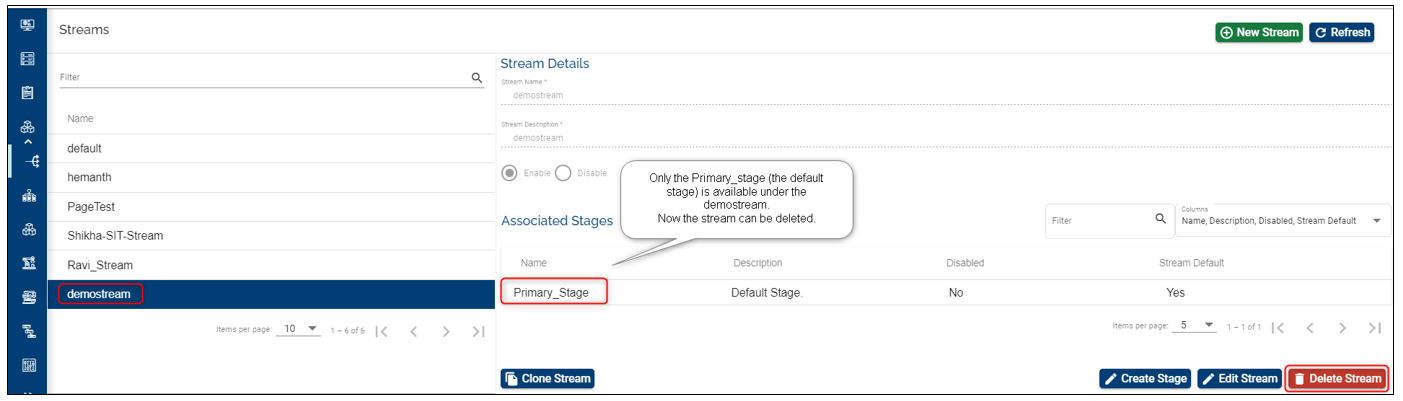 Streams
New Stream
Refresh
Filter
Name
default
hemanth
PageTest
Shikha-SIT-Stream
Ravi_Stream
demostream
Items per page: 10 1 – 6 of 6
Stream Details
Stream Name *
demostream
Stream Description *
demostream
Enable Disable
Only the Primary_stage (the default
stage) is available under the
demostream.
Now the stream can be deleted.
Associated Stages
Filter
Columns
Name, Description, Disabled, Stream Default
Name Description Disabled Stream Default
Primary_Stage Default Stage. No Yes
Items per page: 5 1 – 1 of 1
Clone Stream
Create Stage
Edit Stream
Delete Stream